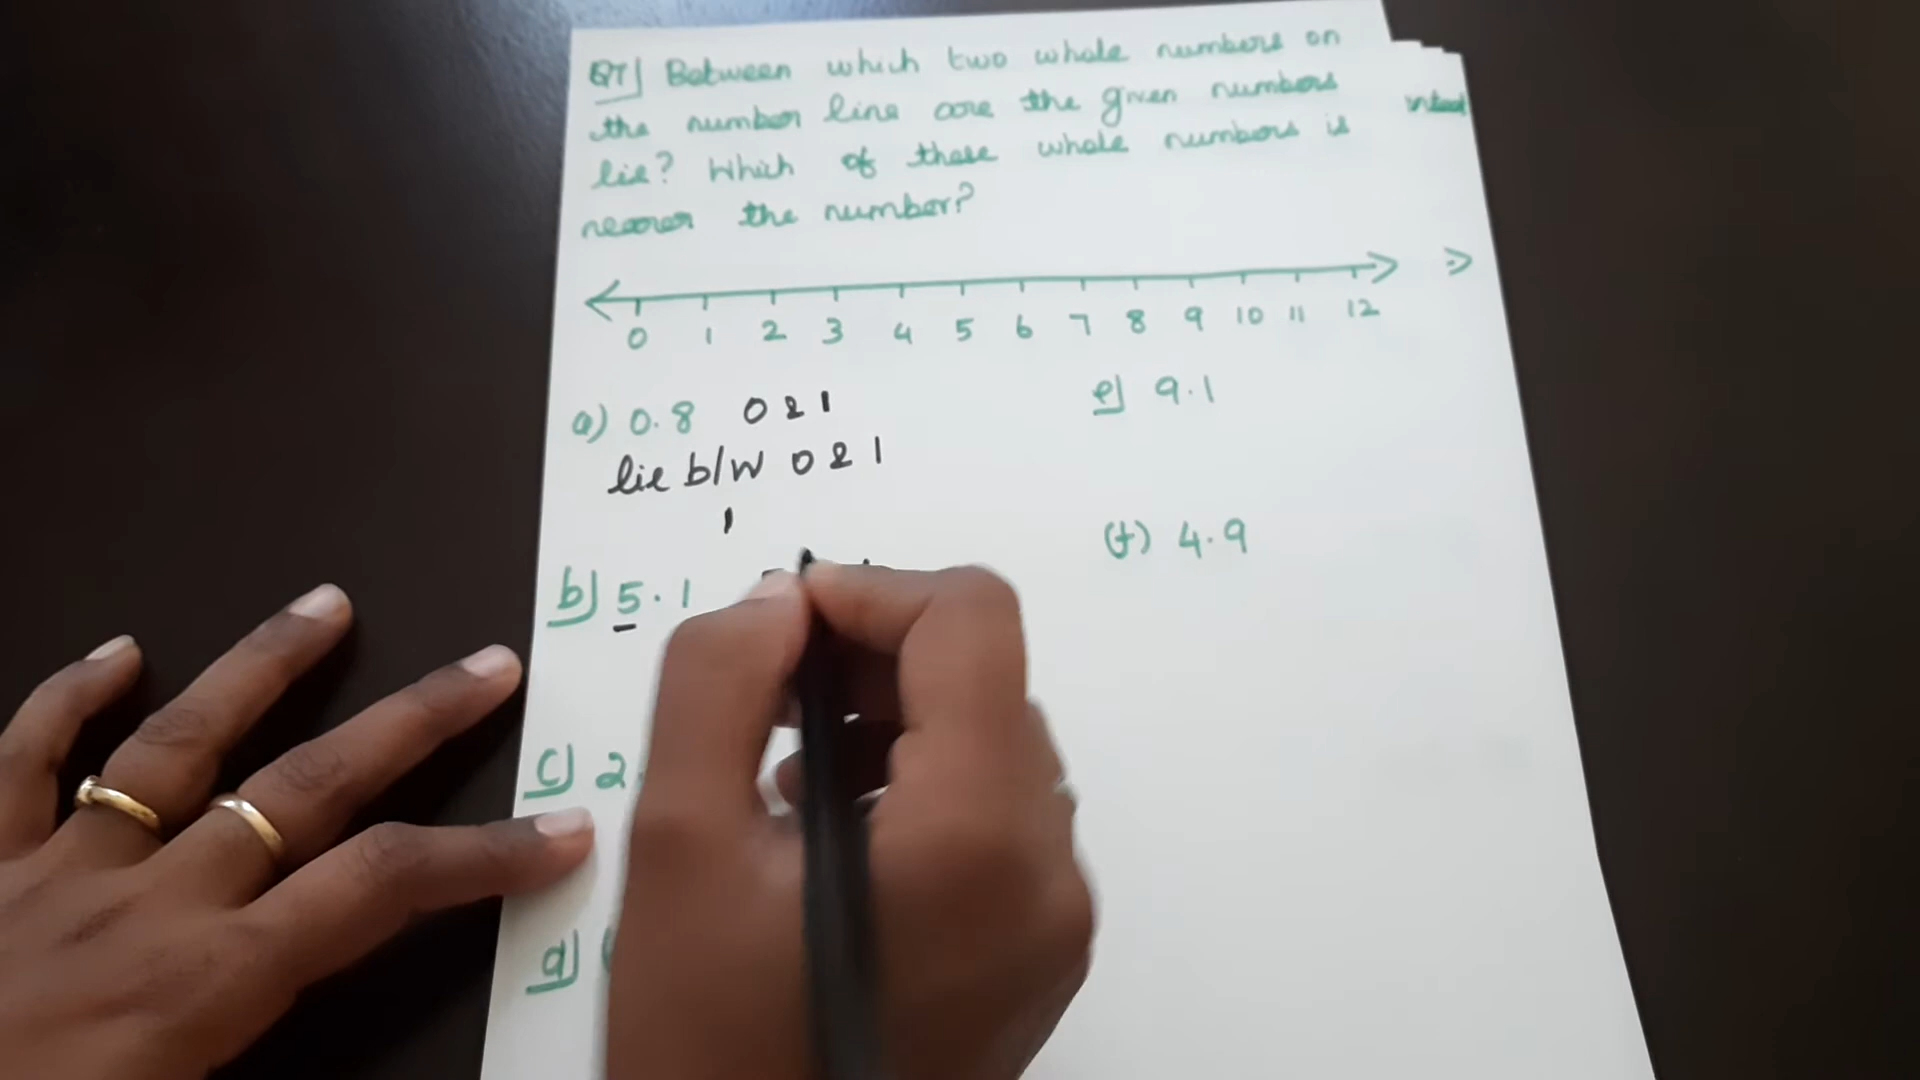 Q7] Between which two whole numbers on
the number line are the given numbers
lie? Which of these whole numbers is
nearer the number?
0 1 2 3 4 5 6 7 8 9 10 11 12
a) 0.8 0 & 1
lie b/w 0 & 1
1
b] 5.1
c] 2.
d]
e] 9.1
(f) 4.9